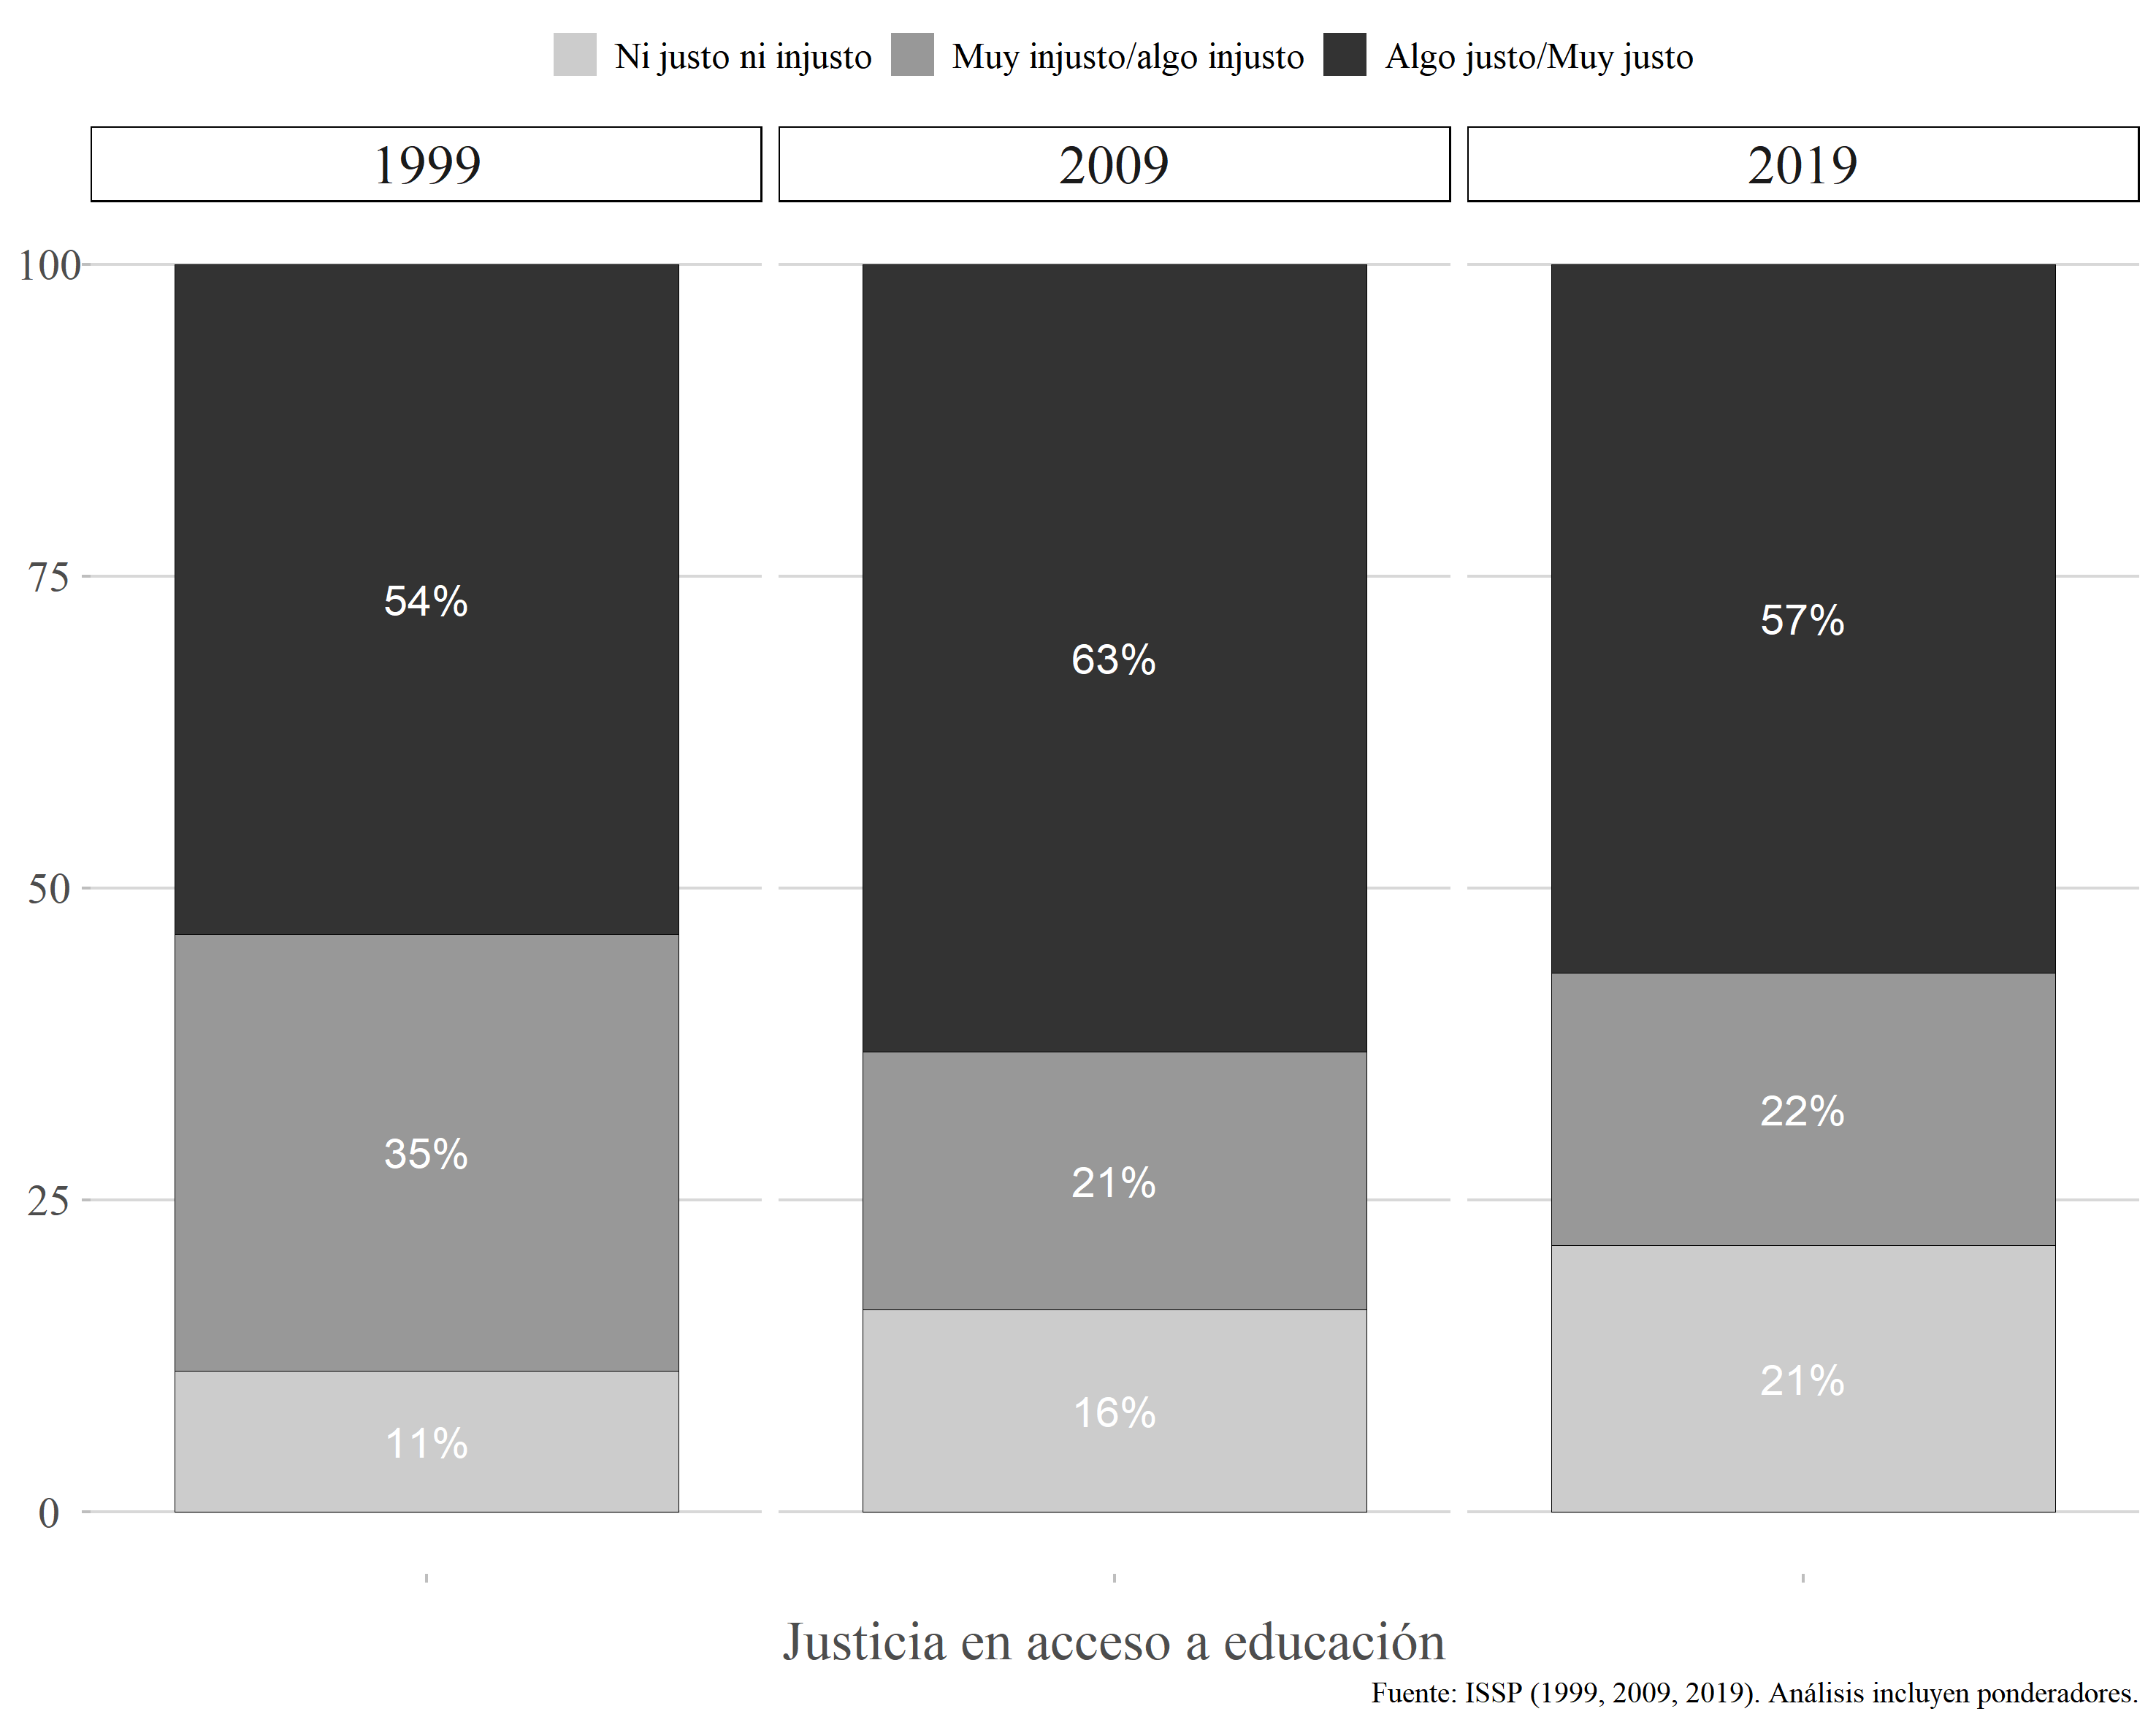 Ni justo ni injusto Muy injusto/algo injusto Algo justo/Muy justo
1999 2009 2019
100
75
54% 63% 57%
50
35% 21% 22%
25
11% 16% 21%
0
Justicia en acceso a educación
Fuente: ISSP (1999, 2009, 2019). Análisis incluyen ponderadores.